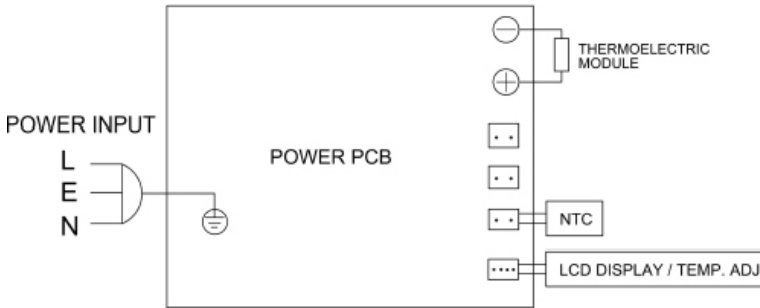 THERMOELECTRIC
MODULE
POWER INPUT
L
E
N
POWER PCB
NTC
LCD DISPLAY / TEMP. ADJ